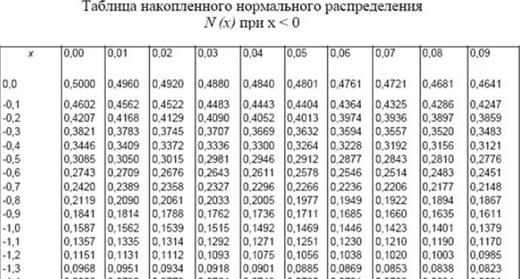 Таблица накопленного нормального распределения
N (x) при x < 0
x 0,00 0,01 0,02 0,03 0,04 0,05 0,06 0,07 0,08 0,09
0,0 0,5000 0,4960 0,4920 0,4880 0,4840 0,4801 0,4761 0,4721 0,4681 0,4641
-0,1 0,4602 0,4562 0,4522 0,4483 0,4443 0,4404 0,4364 0,4325 0,4286 0,4247
-0,2 0,4207 0,4168 0,4129 0,4090 0,4052 0,4013 0,3974 0,3936 0,3897 0,3859
-0,3 0,3821 0,3783 0,3745 0,3707 0,3669 0,3632 0,3594 0,3557 0,3520 0,3483
-0,4 0,3446 0,3409 0,3372 0,3336 0,3300 0,3264 0,3228 0,3192 0,3156 0,3121
-0,5 0,3085 0,3050 0,3015 0,2981 0,2946 0,2912 0,2877 0,2843 0,2810 0,2776
-0,6 0,2743 0,2709 0,2676 0,2643 0,2611 0,2578 0,2546 0,2514 0,2483 0,2451
-0,7 0,2420 0,2389 0,2358 0,2327 0,2296 0,2266 0,2236 0,2206 0,2177 0,2148
-0,8 0,2119 0,2090 0,2061 0,2033 0,2005 0,1977 0,1949 0,1922 0,1894 0,1867
-0,9 0,1841 0,1814 0,1788 0,1762 0,1736 0,1711 0,1685 0,1660 0,1635 0,1611
-1,0 0,1587 0,1562 0,1539 0,1515 0,1492 0,1469 0,1446 0,1423 0,1401 0,1379
-1,1 0,1357 0,1335 0,1314 0,1292 0,1271 0,1251 0,1230 0,1210 0,1190 0,1170
-1,2 0,1151 0,1131 0,1112 0,1093 0,1075 0,1056 0,1038 0,1020 0,1003 0,0985
-1,3 0,0968 0,0951 0,0934 0,0918 0,0901 0,0885 0,0869 0,0853 0,0838 0,0823